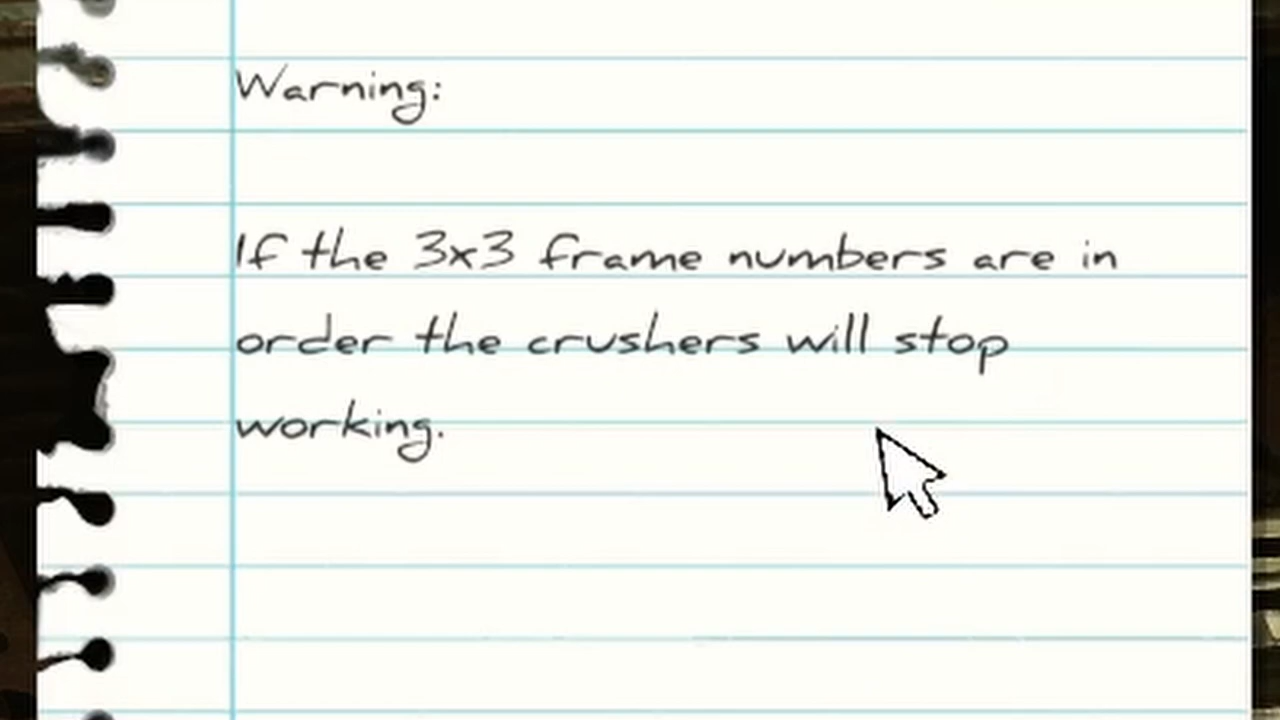 Warning:
If the 3x3 frame numbers are in
order the crushers will stop
working.